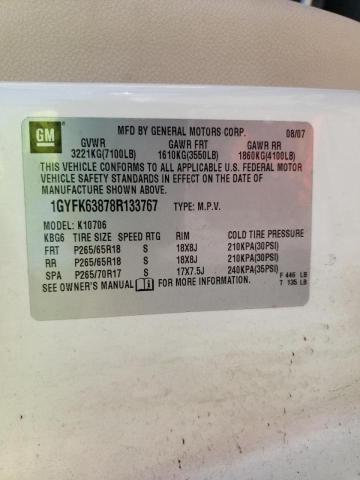 GM
MFD BY GENERAL MOTORS CORP. 08/07
GVWR GAWR FRT GAWR RR
3221KG(7100LB) 1610KG(3550LB) 1860KG(4100LB)
THIS VEHICLE CONFORMS TO ALL APPLICABLE U.S. FEDERAL MOTOR
VEHICLE SAFETY STANDARDS IN EFFECT ON THE DATE OF
MANUFACTURE SHOWN ABOVE.
1GYFK63878R133767 TYPE: M.P.V.
MODEL: K10706
KBG6 TIRE SIZE SPEED RTG RIM COLD TIRE PRESSURE
FRT P265/65R18 S 18X8J 210KPA(30PSI)
RR P265/65R18 S 18X8J 210KPA(30PSI)
SPA P265/70R17 S 17X7.5J 240KPA(35PSI)
SEE OWNER'S MANUAL FOR MORE INFORMATION F 446 LB
T 135 LB